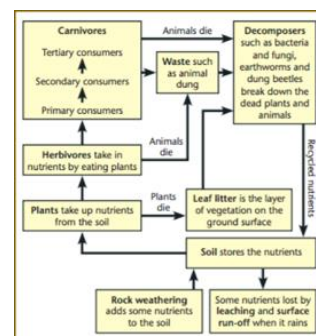 Carnivores
Tertiary consumers
Secondary consumers
Primary consumers
Animals die
Waste such
as animal
dung
Decomposers
such as bacteria
and fungi,
earthworms and
dung beetles
break down the
dead plants and
animals
Animals
die
Herbivores take in
nutrients by eating plants
Plants take up nutrients
from the soil
Plants
die
Leaf litter is the layer
of vegetation on the
ground surface
Recycled nutrients
Soil stores the nutrients
Rock weathering
adds some nutrients
to the soil
Some nutrients lost by
leaching and surface
run-off when it rains